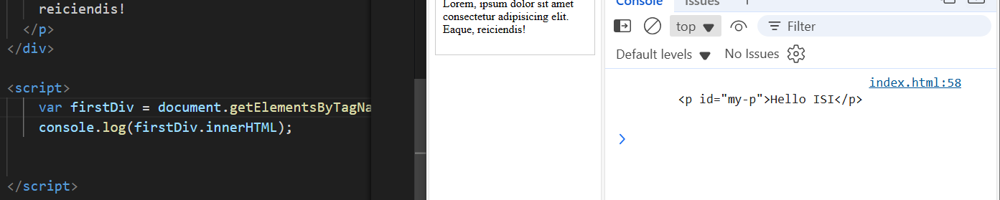 reiciendis!
</p>
</div>
<script>
var firstDiv = document.getElementsByTagNa
console.log(firstDiv.innerHTML);
</script>
Lorem, ipsum dolor sit amet
consectetur adipisicing elit.
Eaque, reiciendis!
Console Issues
top Filter
Default levels No Issues
index.html:58
<p id="my-p">Hello ISI</p>